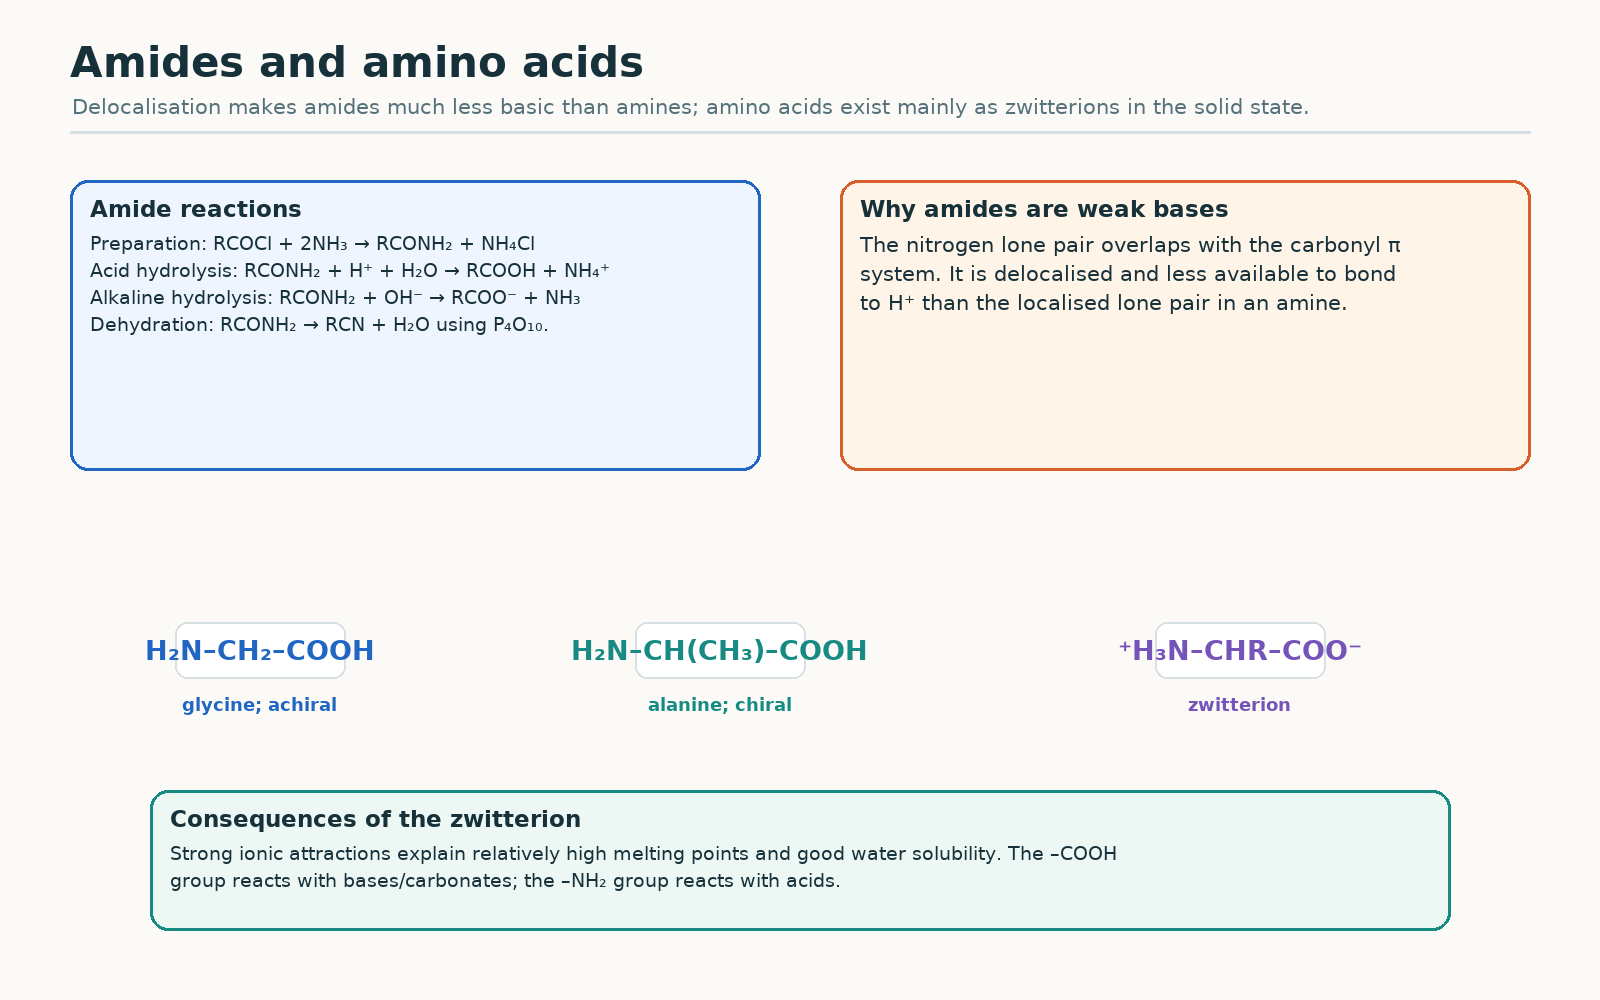 Amides and amino acids
Delocalisation makes amides much less basic than amines; amino acids exist mainly as zwitterions in the solid state.
Amide reactions
Preparation: RCOCl + 2NH₃ → RCONH₂ + NH₄Cl
Acid hydrolysis: RCONH₂ + H⁺ + H₂O → RCOOH + NH₄⁺
Alkaline hydrolysis: RCONH₂ + OH⁻ → RCOO⁻ + NH₃
Dehydration: RCONH₂ → RCN + H₂O using P₄O₁₀.
Why amides are weak bases
The nitrogen lone pair overlaps with the carbonyl π
system. It is delocalised and less available to bond
to H⁺ than the localised lone pair in an amine.
H₂N–CH₂–COOH
glycine; achiral
H₂N–CH(CH₃)–COOH
alanine; chiral
⁺H₃N–CHR–COO⁻
zwitterion
Consequences of the zwitterion
Strong ionic attractions explain relatively high melting points and good water solubility. The –COOH
group reacts with bases/carbonates; the –NH₂ group reacts with acids.